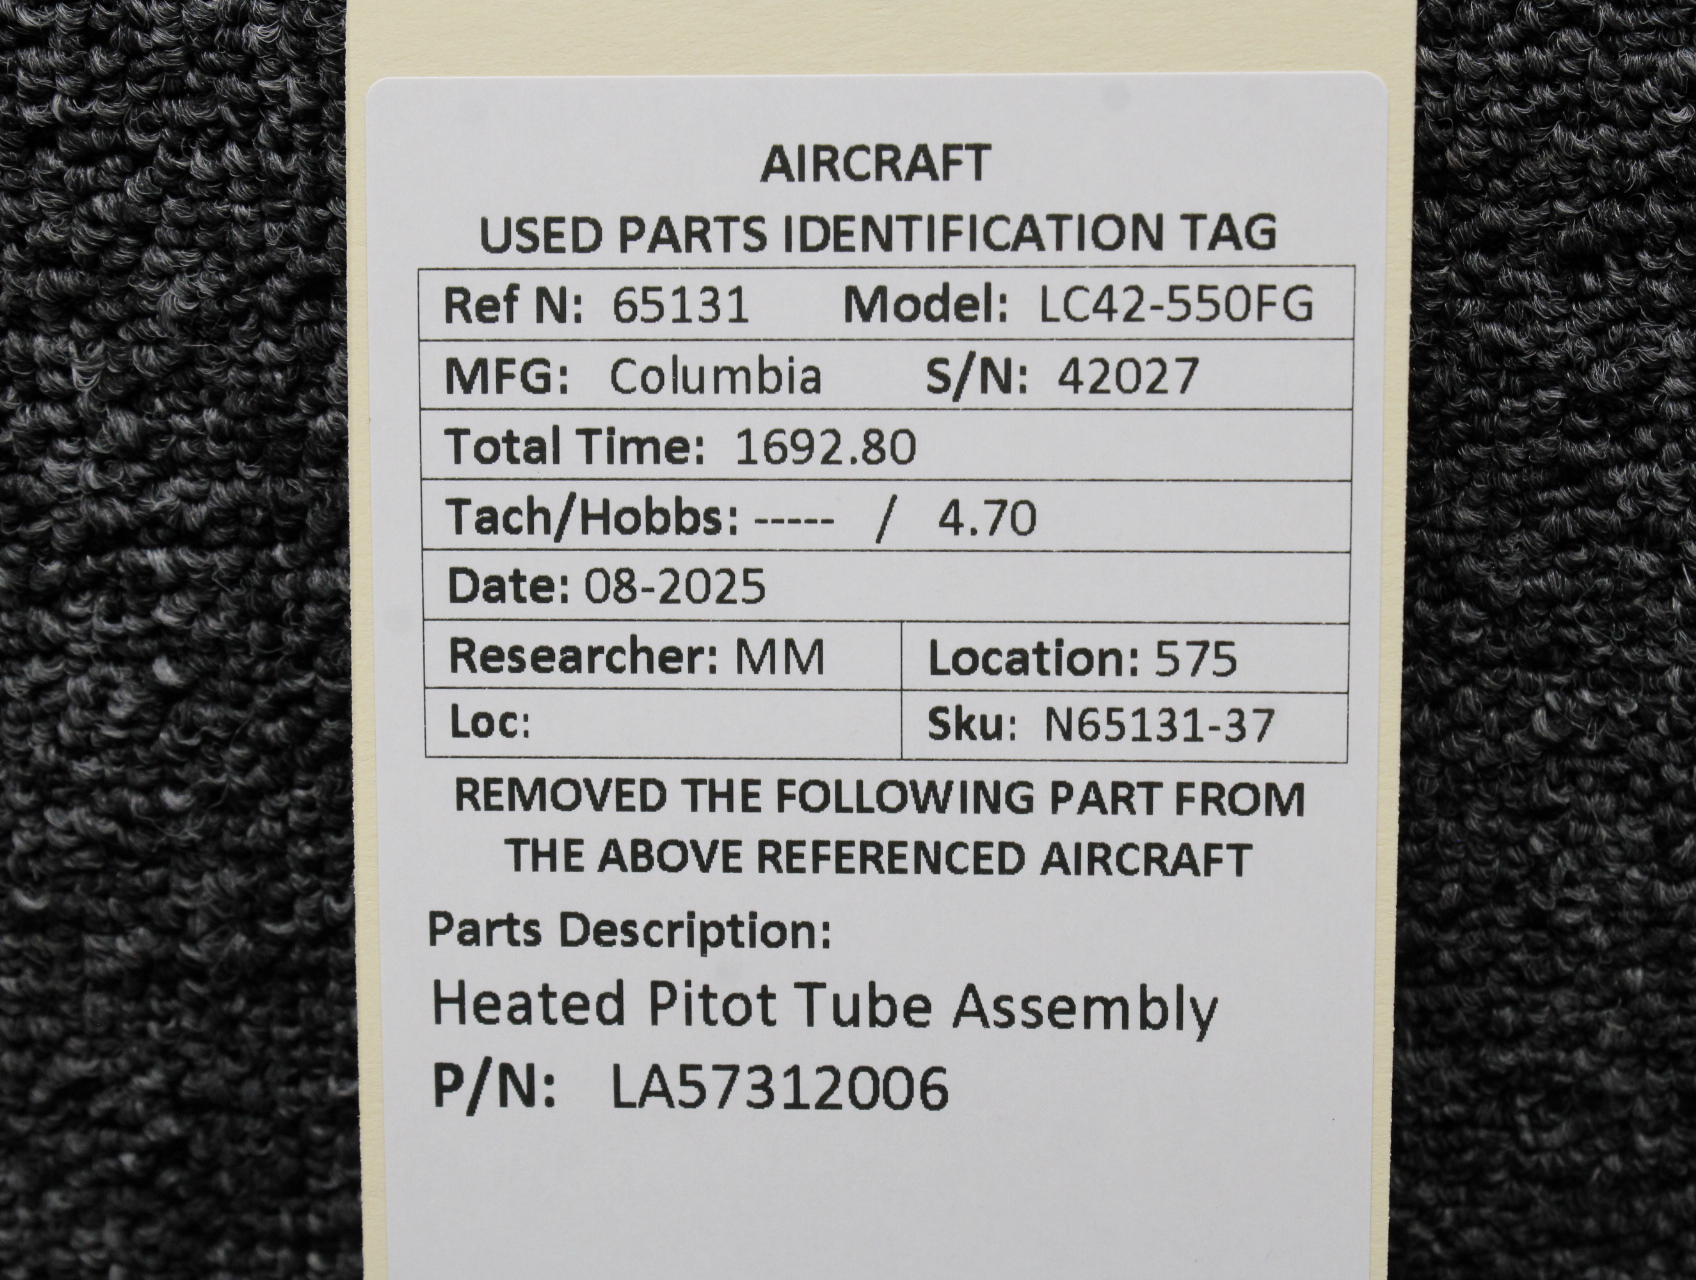 AIRCRAFT
USED PARTS IDENTIFICATION TAG
Ref N: 65131 Model: LC42-550FG
MFG: Columbia S/N: 42027
Total Time: 1692.80
Tach/Hobbs: ----- / 4.70
Date: 08-2025
Researcher: MM Location: 575
Loc: Sku: N65131-37
REMOVED THE FOLLOWING PART FROM
THE ABOVE REFERENCED AIRCRAFT
Parts Description:
Heated Pitot Tube Assembly
P/N: LA57312006